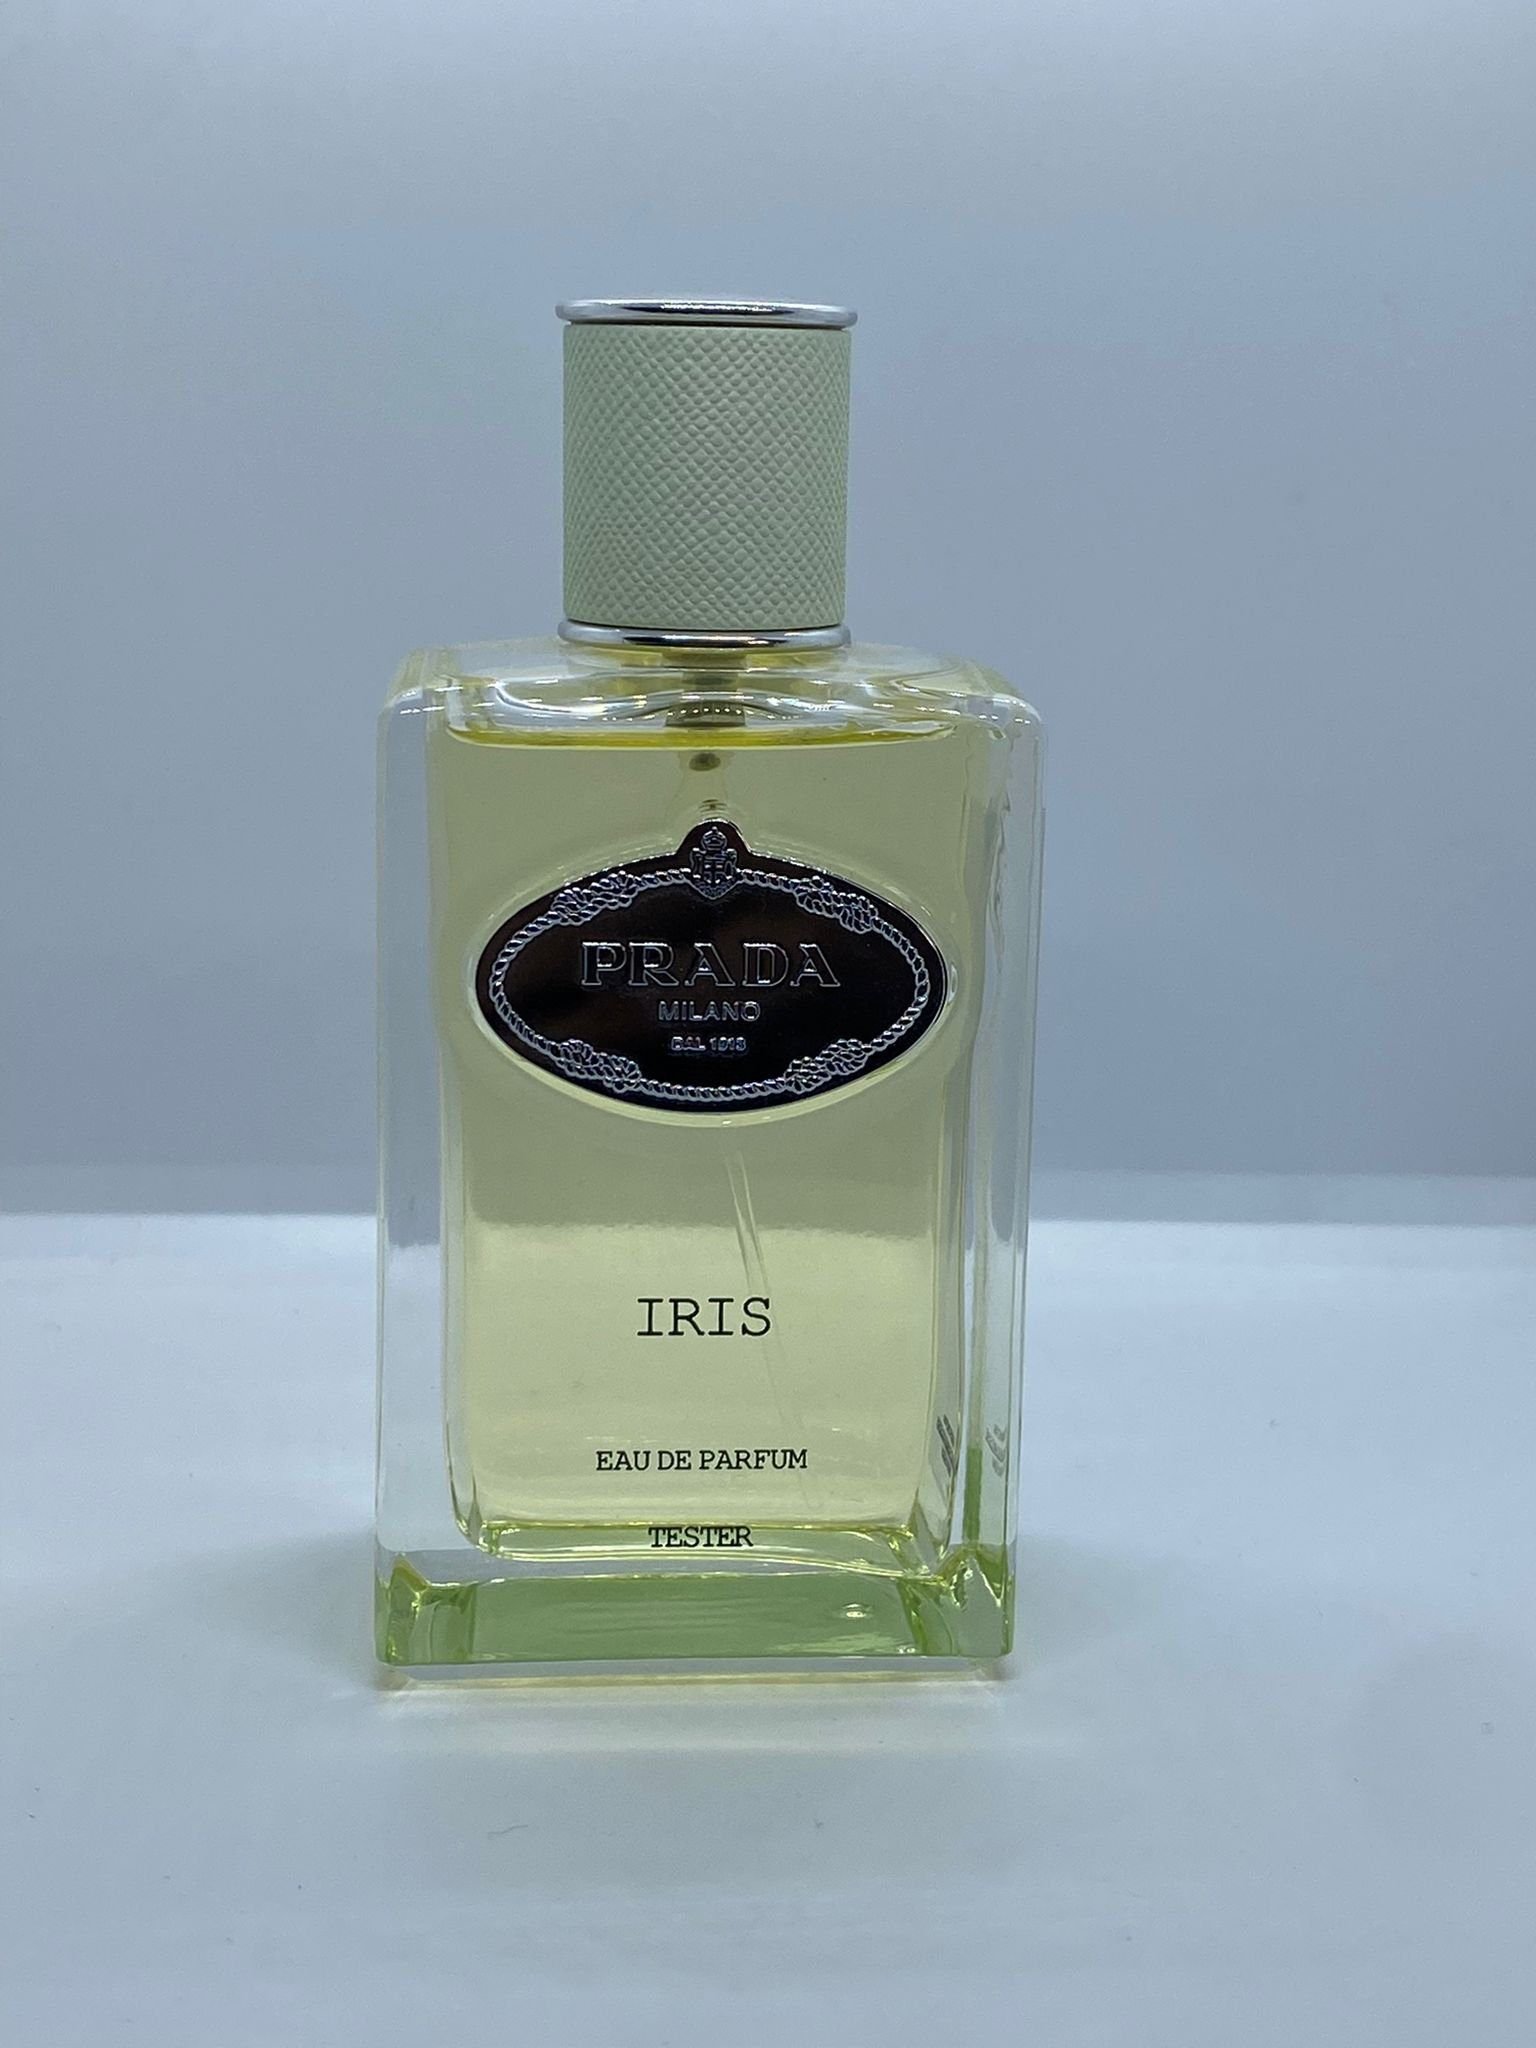 PRADA
MILANO
DAL 1913
IRIS
EAU DE PARFUM
TESTER